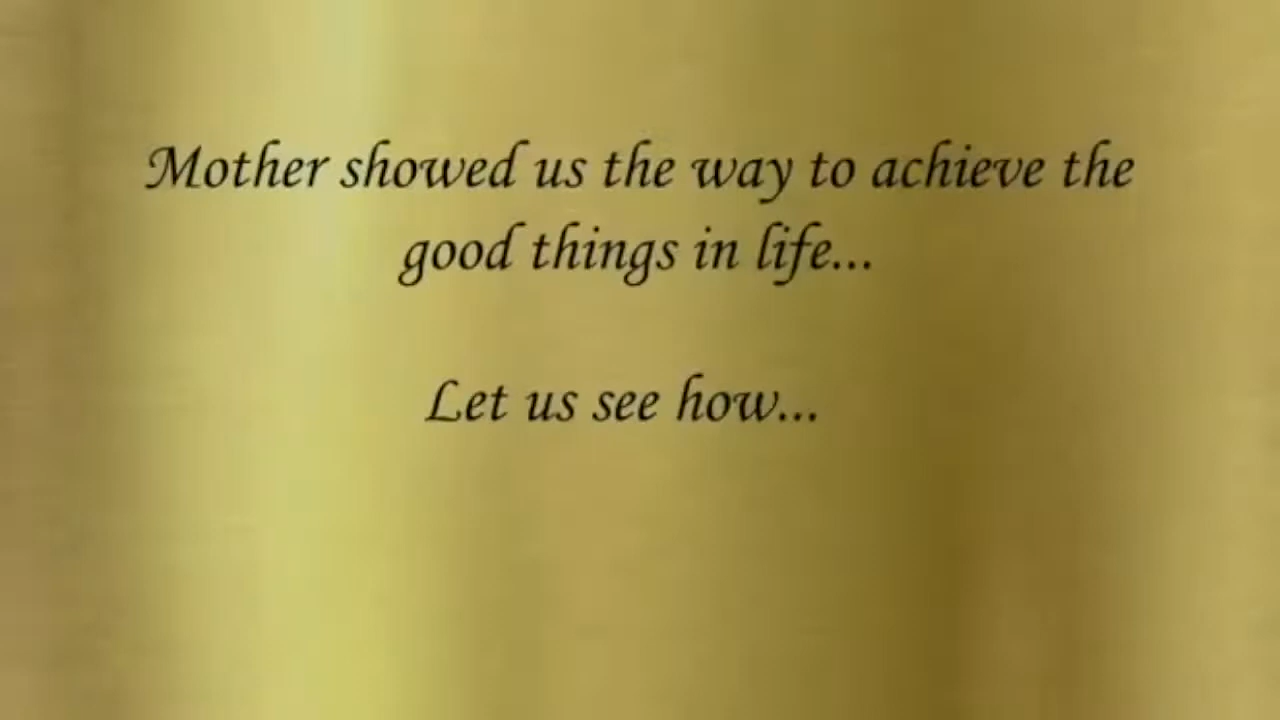 Mother showed us the way to achieve the
good things in life...
Let us see how...